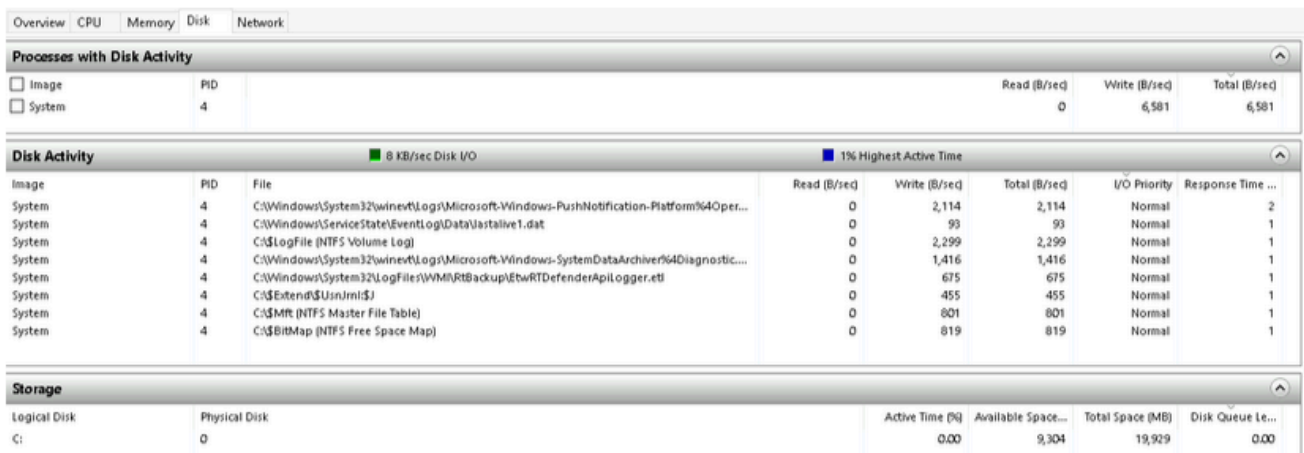 Overview CPU Memory Disk Network
Processes with Disk Activity
Image PID Read (B/sec) Write (B/sec) Total (B/sec)
System 4 0 6,581 6,581
Disk Activity 8 KB/sec Disk I/O 1% Highest Active Time
Image PID File Read (B/sec) Write (B/sec) Total (B/sec) I/O Priority Response Time ...
System 4 C:\Windows\System32\winevt\Logs\Microsoft-Windows-PushNotification-Platform%4Oper... 0 2,114 2,114 Normal 2
System 4 C:\Windows\ServiceState\EventLog\Data\lastalive1.dat 0 93 93 Normal 1
System 4 C:\$LogFile (NTFS Volume Log) 0 2,299 2,299 Normal 1
System 4 C:\Windows\System32\winevt\Logs\Microsoft-Windows-SystemDataArchiver%4Diagnostic.... 0 1,416 1,416 Normal 1
System 4 C:\Windows\System32\LogFiles\WMI\RtBackup\EtwRTDefenderApiLogger.etl 0 675 675 Normal 1
System 4 C:\$Extend\$UsnJrnl:$J 0 455 455 Normal 1
System 4 C:\$Mft (NTFS Master File Table) 0 801 801 Normal 1
System 4 C:\$BitMap (NTFS Free Space Map) 0 819 819 Normal 1
Storage
Logical Disk Physical Disk Active Time (%) Available Space... Total Space (MB) Disk Queue Le...
C: 0 0.00 9,304 19,929 0.00